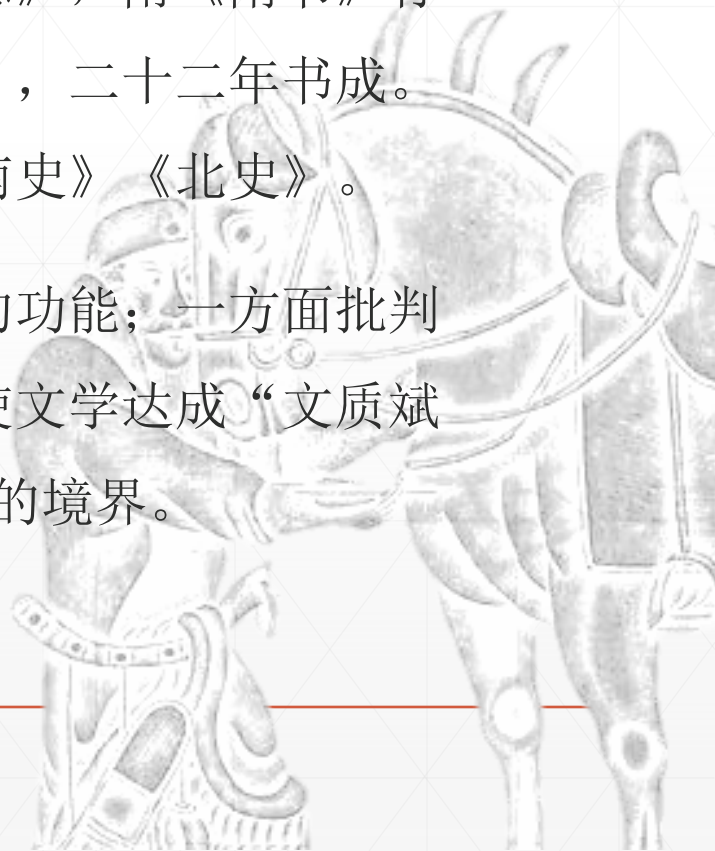 ，二十二年书成。
史》《北史》。
功能；一方面批判
文学达成“文质斌
的境界。